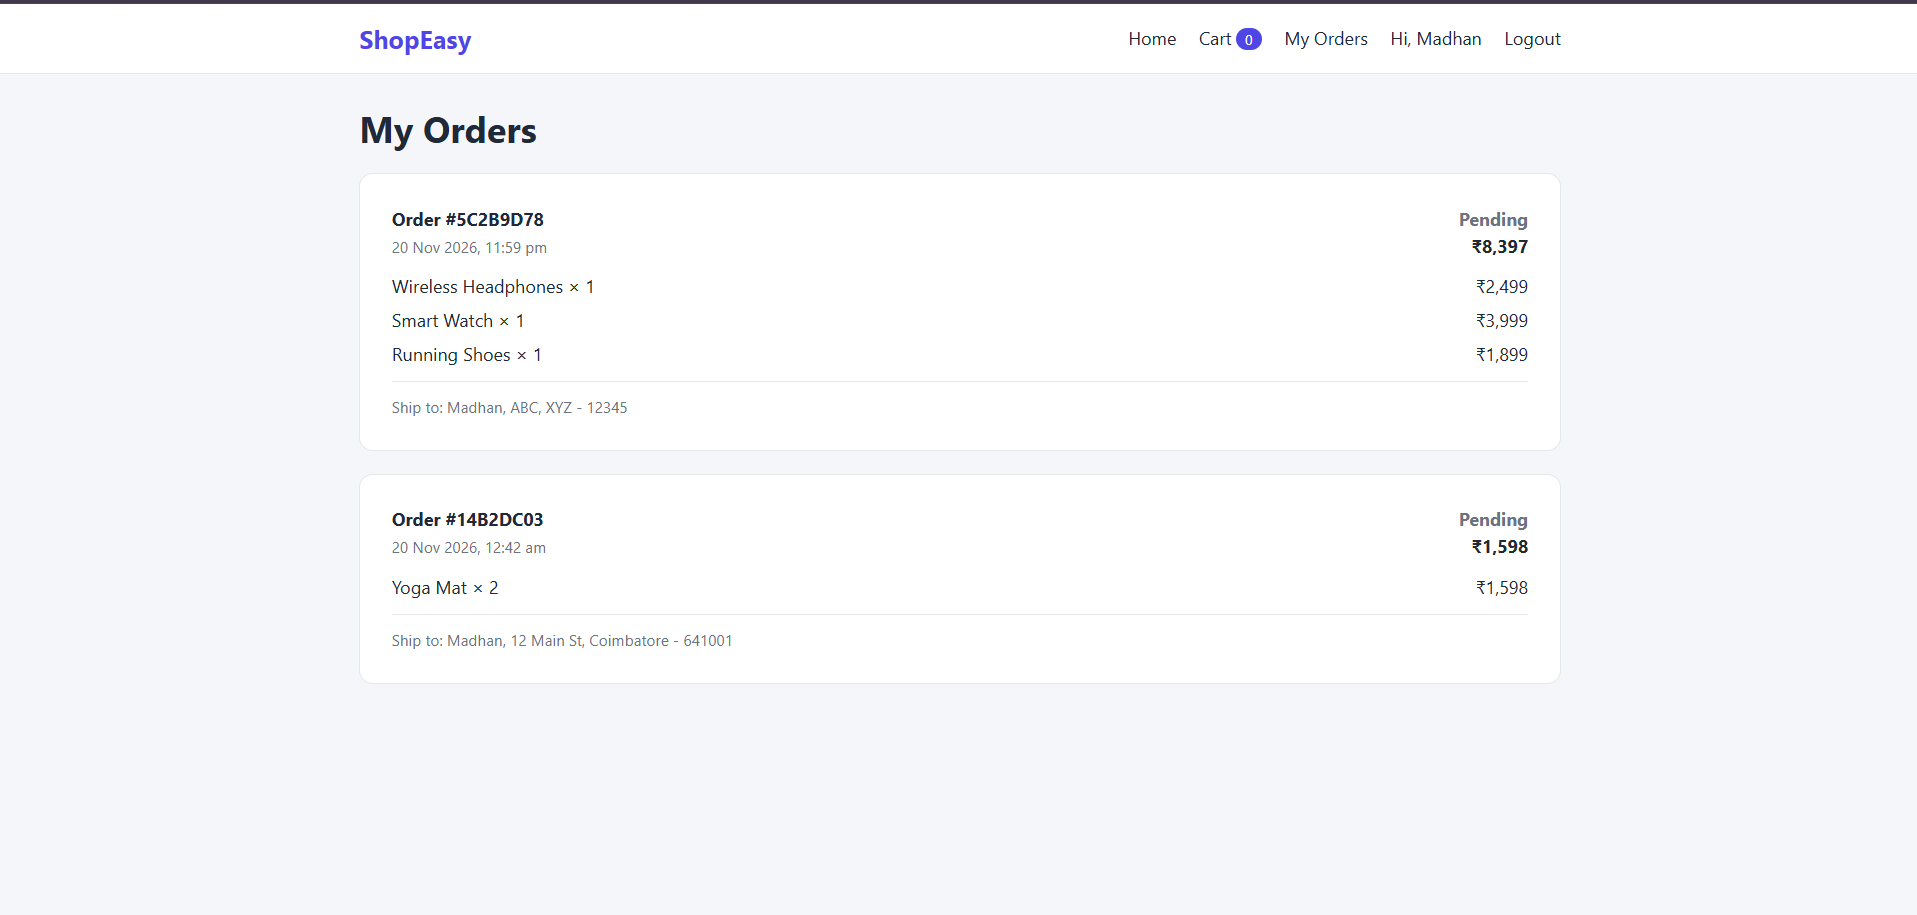 ShopEasy
Home Cart 0 My Orders Hi, Madhan Logout
My Orders
Order #5C2B9D78 Pending
20 Nov 2026, 11:59 pm ₹8,397
Wireless Headphones × 1 ₹2,499
Smart Watch × 1 ₹3,999
Running Shoes × 1 ₹1,899
Ship to: Madhan, ABC, XYZ - 12345
Order #14B2DC03 Pending
20 Nov 2026, 12:42 am ₹1,598
Yoga Mat × 2 ₹1,598
Ship to: Madhan, 12 Main St, Coimbatore - 641001